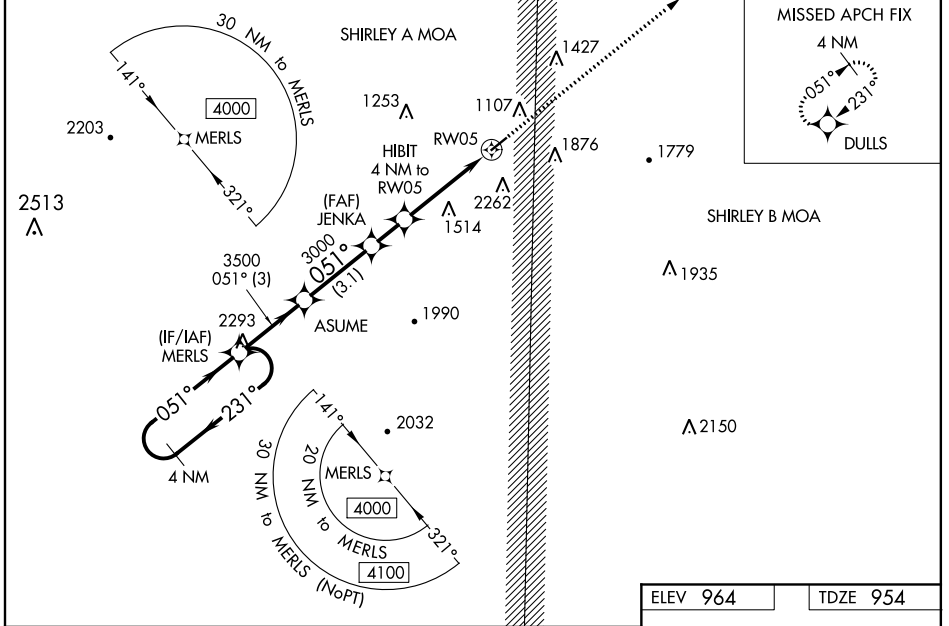 30 NM to MERLS
141°
4000
MERLS
321°
2203
2513
SHIRLEY A MOA
1253
1107
1427
RW05
1876
1779
HIBIT
4 NM to
RW05
2262
1514
(FAF)
JENKA
3000
051°
(3.1)
3500
051° (3)
ASUME
2293
(IF/IAF)
MERLS
051°
231°
4 NM
1990
SHIRLEY B MOA
1935
2150
2032
141°
MERLS
4000
20 NM to MERLS
321°
4100
30 NM to MERLS (NoPT)
MISSED APCH FIX
4 NM
051°
231°
DULLS
ELEV 964
TDZE 954